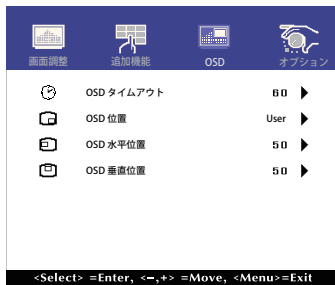 画面調整 追加機能 OSD オプション
OSD タイムアウト 60
OSD 位置 User
OSD 水平位置 50
OSD 垂直位置 50
<Select> =Enter, <–,+> =Move, <Menu>=Exit